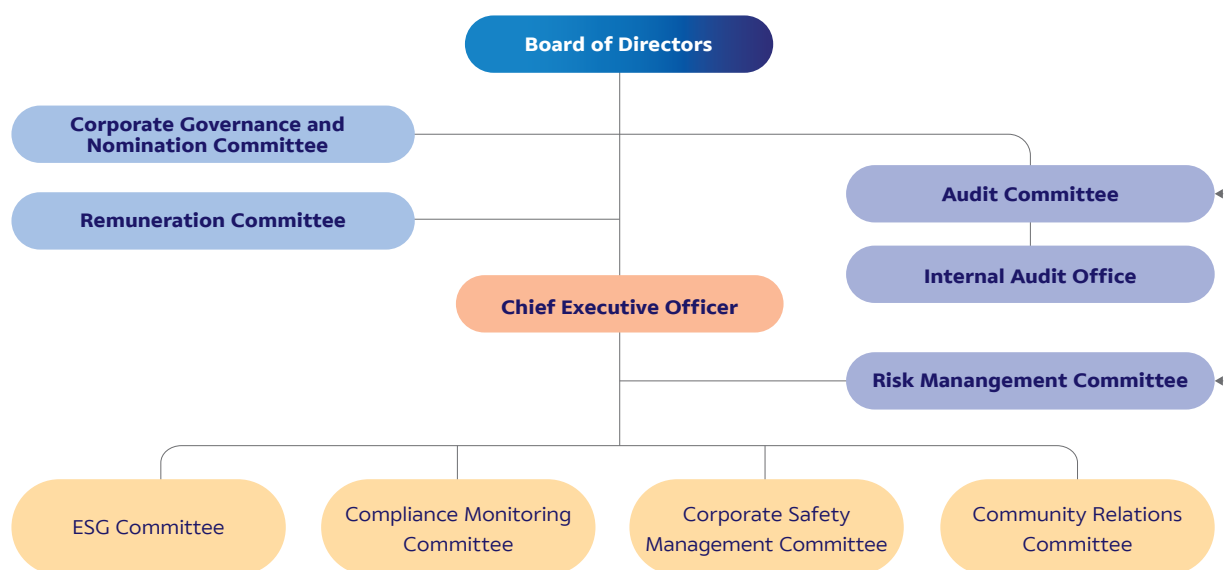 Board of Directors
Corporate Governance and
Nomination Committee
Audit Committee
Remuneration Committee
Internal Audit Office
Chief Executive Officer
Risk Manangement Committee
ESG Committee
Compliance Monitoring
Committee
Corporate Safety
Management Committee
Community Relations
Committee